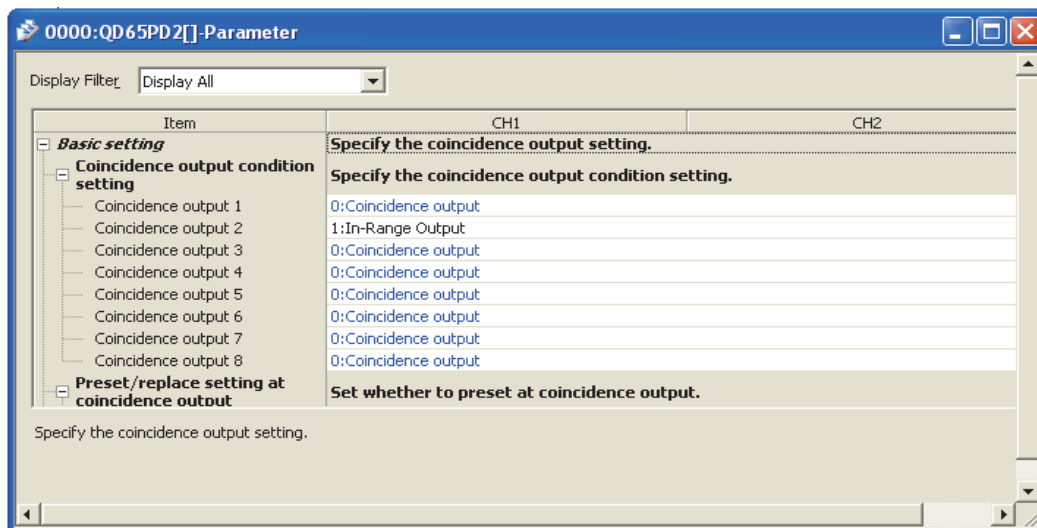 0000:QD65PD2[]-Parameter
Display Filter Display All
Item CH1 CH2
Basic setting Specify the coincidence output setting.
Coincidence output condition setting Specify the coincidence output condition setting.
Coincidence output 1 0:Coincidence output
Coincidence output 2 1:In-Range Output
Coincidence output 3 0:Coincidence output
Coincidence output 4 0:Coincidence output
Coincidence output 5 0:Coincidence output
Coincidence output 6 0:Coincidence output
Coincidence output 7 0:Coincidence output
Coincidence output 8 0:Coincidence output
Preset/replace setting at coincidence output Set whether to preset at coincidence output.
Specify the coincidence output setting.